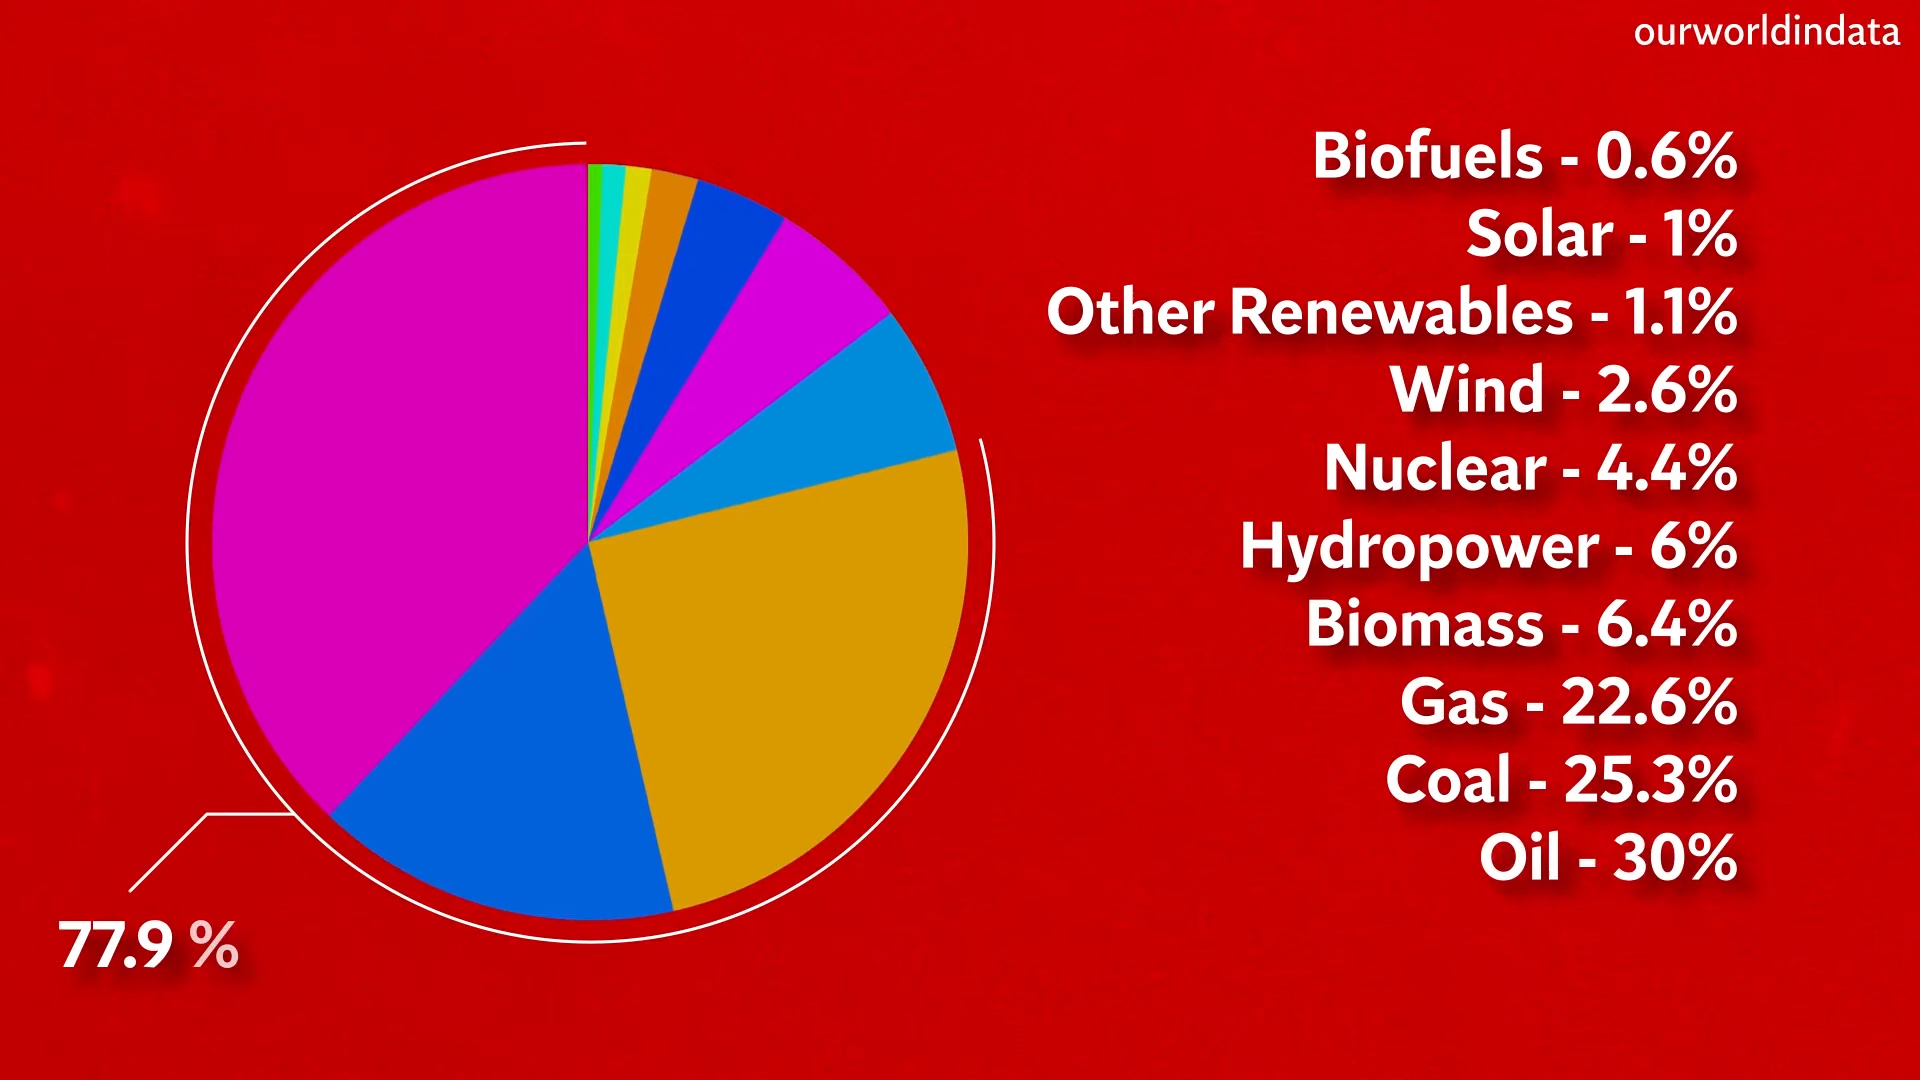 ourworldindata
Biofuels - 0.6%
Solar - 1%
Other Renewables - 1.1%
Wind - 2.6%
Nuclear - 4.4%
Hydropower - 6%
Biomass - 6.4%
Gas - 22.6%
Coal - 25.3%
Oil - 30%
77.9 %